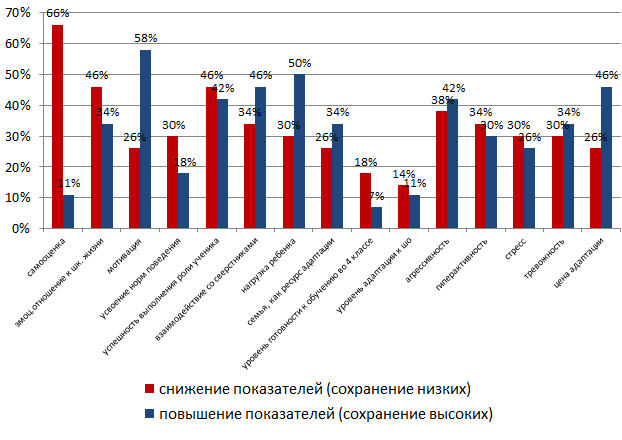 70%
60%
50%
40%
30%
20%
10%
0%
66%
11%
46%
34%
26%
58%
30%
18%
46%
42%
34%
46%
30%
50%
26%
34%
18%
7%
14%
11%
38%
42%
34%
30%
30%
26%
30%
34%
26%
46%
самооценка
эмоц.отношение к шк. жизни
мотивация
усвоение норм поведения
успешность выполнения роли ученика
взаимодействие со сверстниками
нагрузка ребенка
семья, как ресурс адаптации
уровень готовности к обучению во 4 классе
уровень адаптации к шо
агрессивность
гиперактивность
стресс
тревожность
цена адаптации
снижение показателей (сохранение низких)
повышение показателей (сохранение высоких)